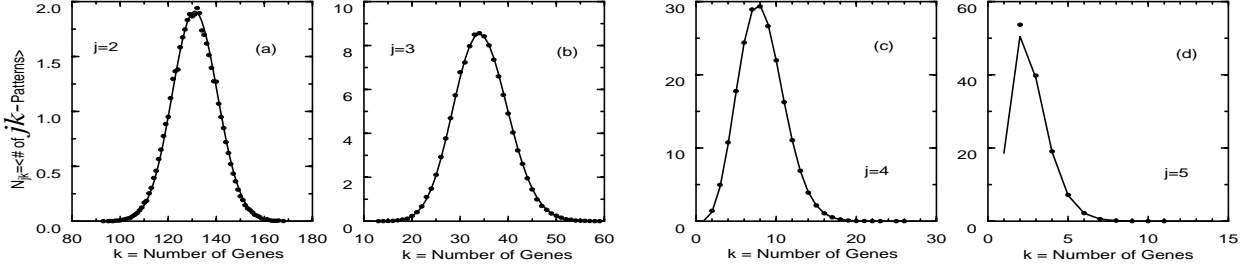 N_jk=<# of jk-Patterns>
2.0
1.5
1.0
0.5
0.0
j=2
(a)
80 100 120 140 160 180
k = Number of Genes
10
8
6
4
2
0
j=3
(b)
10 20 30 40 50 60
k = Number of Genes
30
20
10
0
(c)
j=4
0 10 20 30
k = Number of Genes
60
40
20
0
(d)
j=5
0 5 10 15
k = Number of Genes